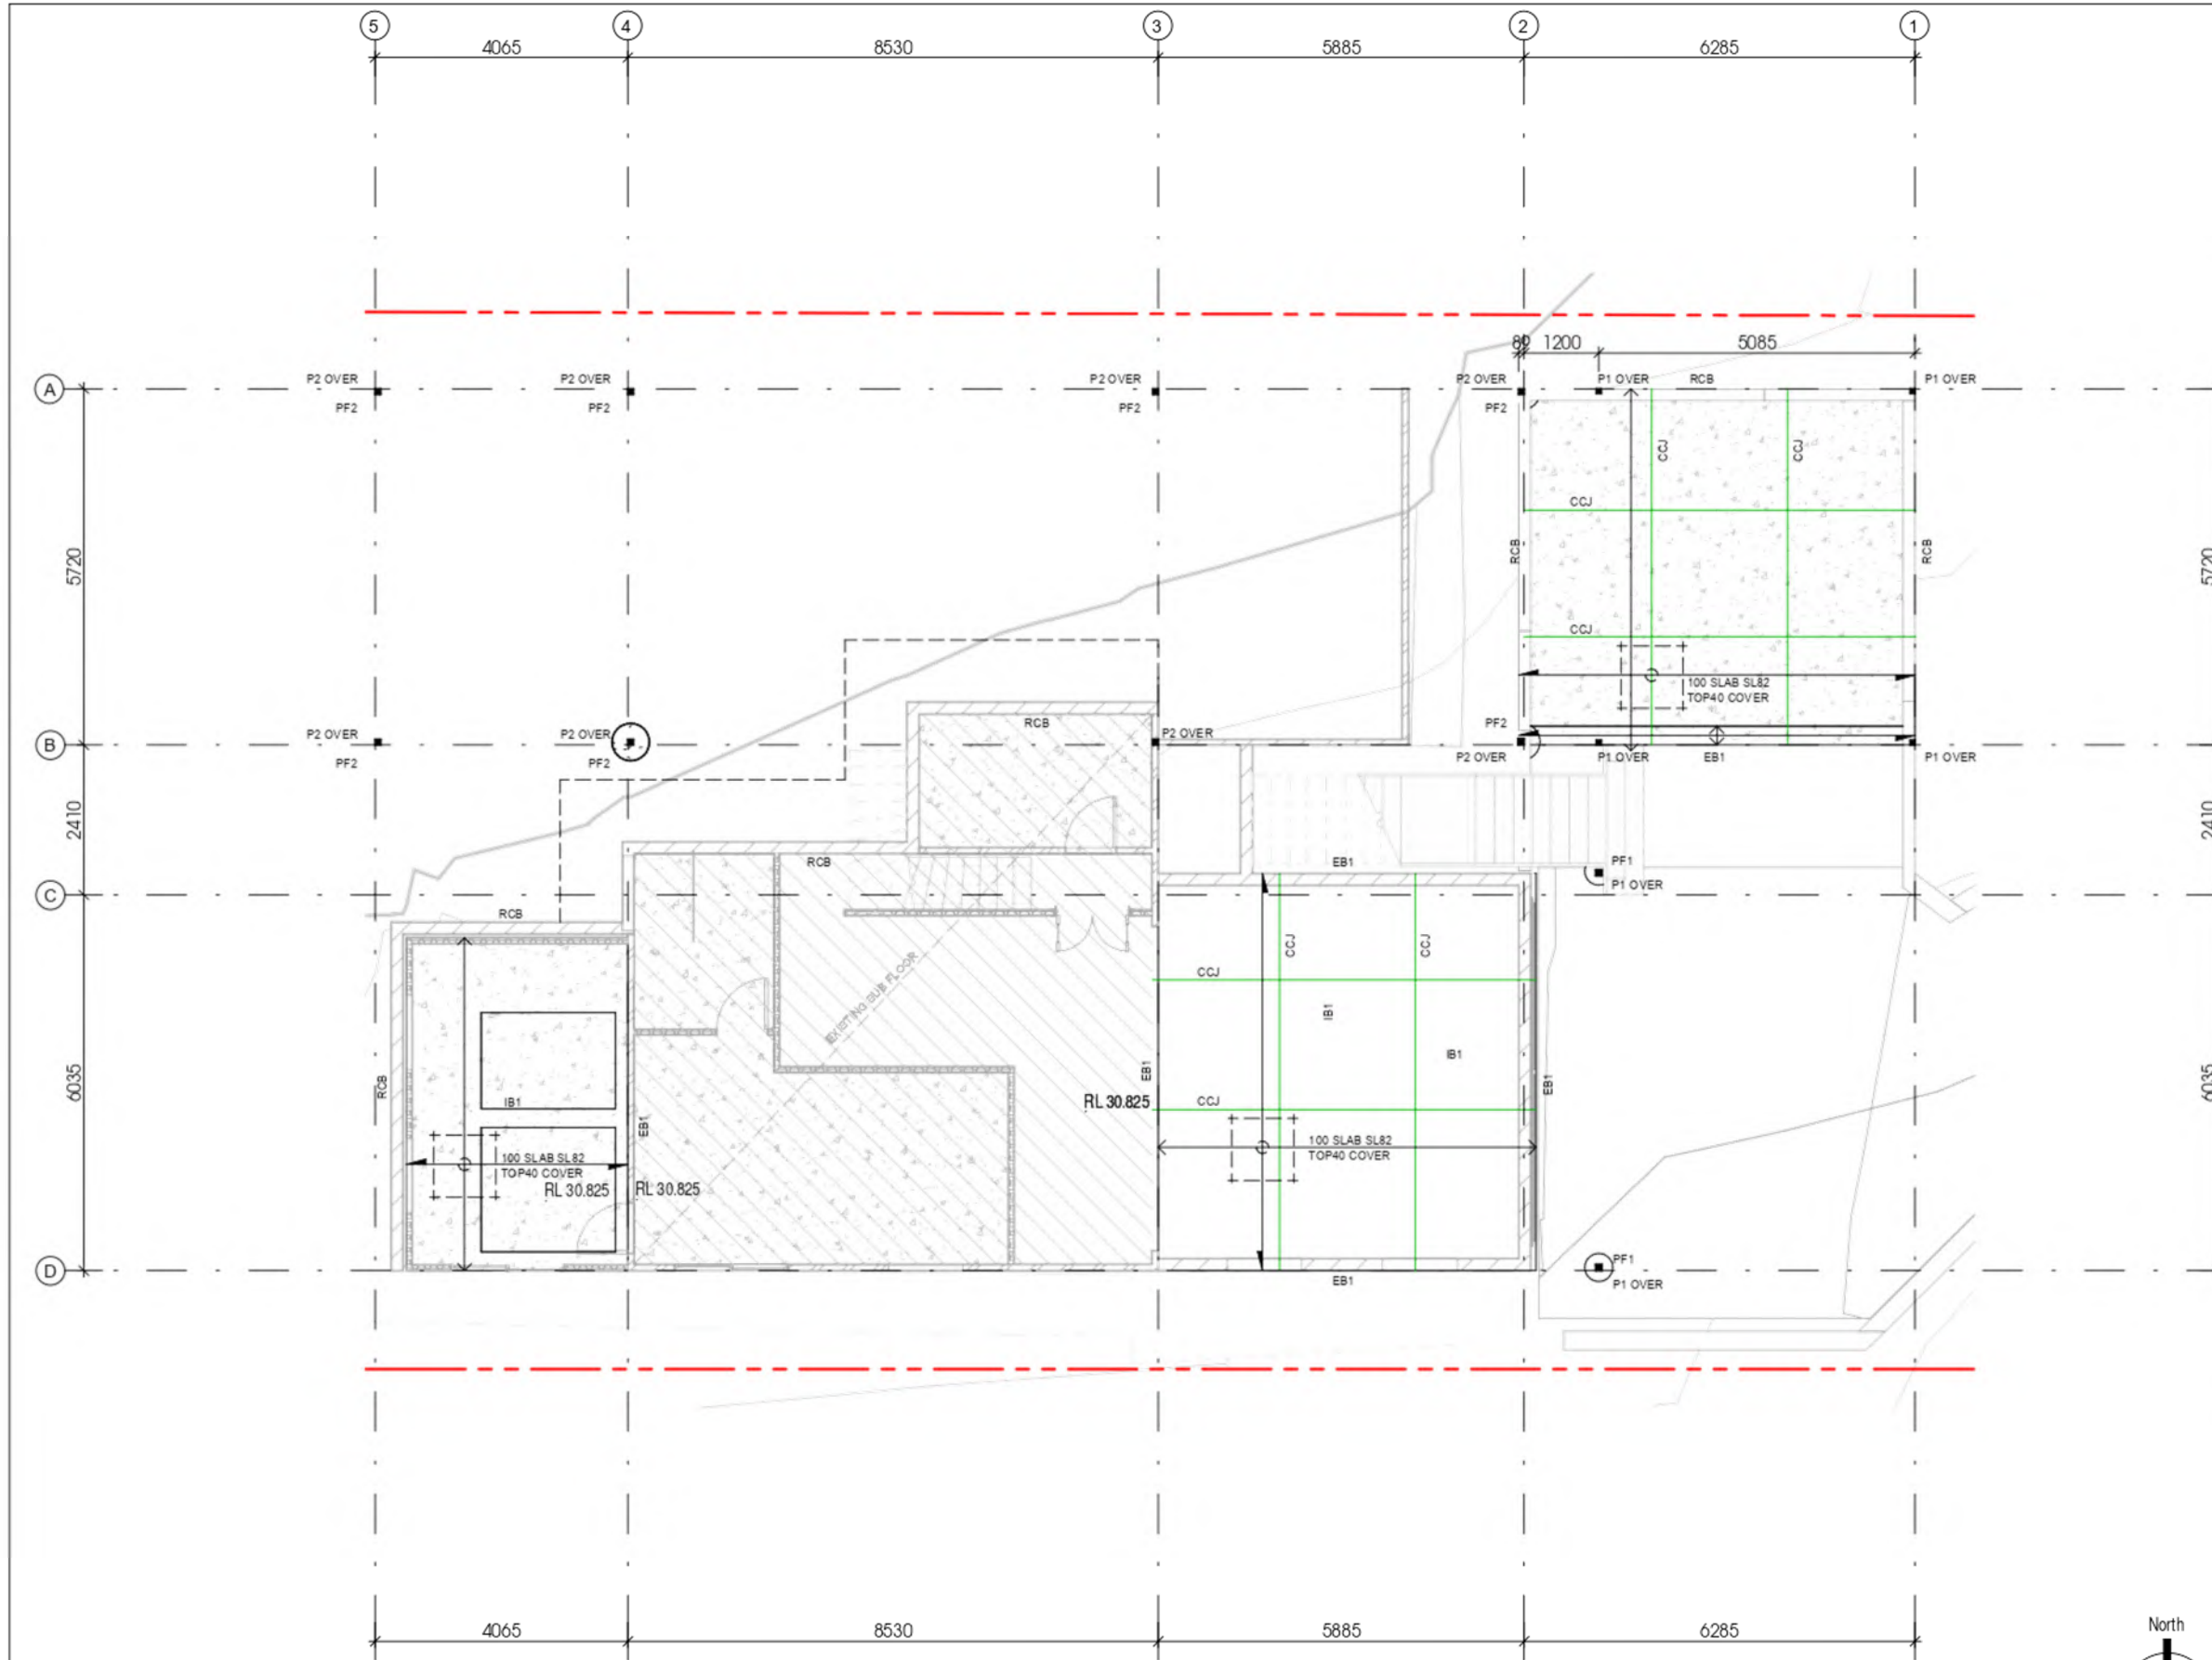 5
4
3
2
1
4065
8530
5885
6285
80
1200
5085
A
P2 OVER
P2 OVER
P2 OVER
P2 OVER
P1 OVER
RCB
P1 OVER
PF2
PF2
PF2
PF2
CCJ
CCJ
CCJ
5720
RCB
RCB
5720
CCJ
100 SLAB SL82
TOP40 COVER
RCB
PF2
B
P2 OVER
P2 OVER
P2 OVER
P2 OVER
P1 OVER
EB1
P1 OVER
PF2
PF2
2410
2410
RCB
EB1
PF1
P1 OVER
C
RCB
CCJ
CCJ
CCJ
EXISTING SUB FLOOR
IB1
IB1
6035
RCB
EB1
EB1
6035
IB1
RL 30.825
CCJ
EB1
100 SLAB SL82
TOP40 COVER
100 SLAB SL82
TOP40 COVER
RL 30.825
RL 30.825
D
PF1
P1 OVER
EB1
4065
8530
5885
6285
North